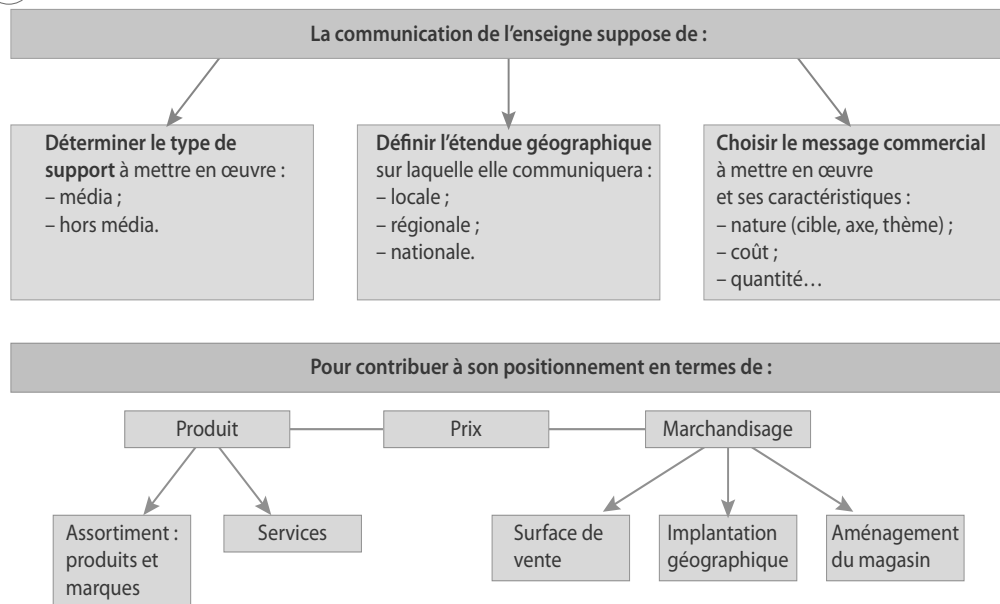 La communication de l’enseigne suppose de :
Déterminer le type de
support à mettre en œuvre :
– média ;
– hors média.
Définir l’étendue géographique
sur laquelle elle communiquera :
– locale ;
– régionale ;
– nationale.
Choisir le message commercial
à mettre en œuvre
et ses caractéristiques :
– nature (cible, axe, thème) ;
– coût ;
– quantité…
Pour contribuer à son positionnement en termes de :
Produit
Prix
Marchandisage
Assortiment :
produits et
marques
Services
Surface de
vente
Implantation
géographique
Aménagement
du magasin